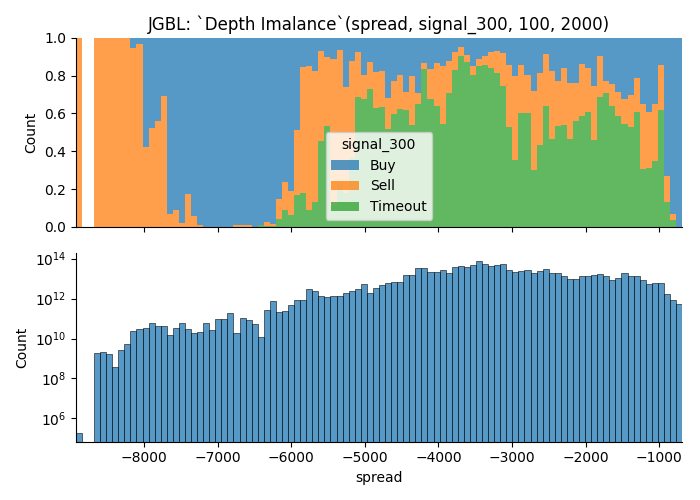 JGBL: `Depth Imalance`(spread, signal_300, 100, 2000)
Count
1.0
0.8
0.6
0.4
0.2
0.0
signal_300
Buy
Sell
Timeout
Count
10^14
10^12
10^10
10^8
10^6
−8000 −7000 −6000 −5000 −4000 −3000 −2000 −1000
spread